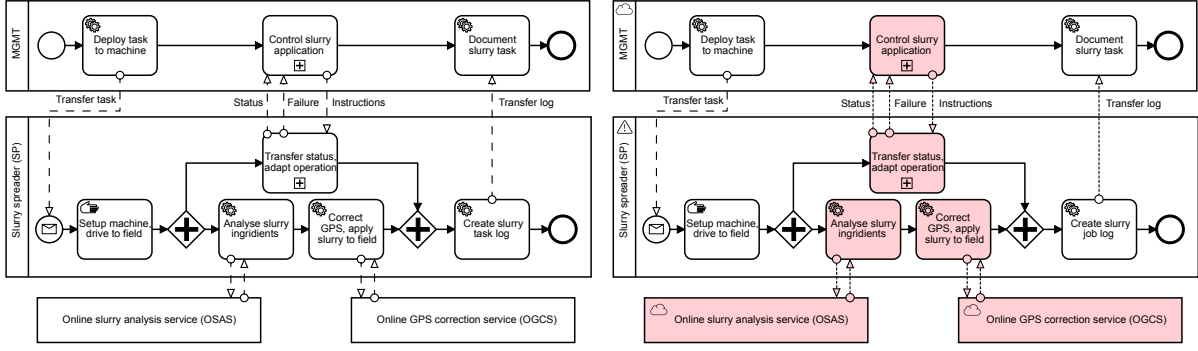 MGMT
Deploy task
to machine
Control slurry
application
Document
slurry task
Transfer task
Status
Failure
Instructions
Transfer log
Slurry spreader (SP)
Transfer status,
adapt operation
Setup machine,
drive to field
Analyse slurry
ingridients
Correct
GPS, apply
slurry to field
Create slurry
task log
Online slurry analysis service (OSAS)
Online GPS correction service (OGCS)
MGMT
Deploy task
to machine
Control slurry
application
Document
slurry task
Transfer task
Status
Failure
Instructions
Transfer log
Slurry spreader (SP)
Transfer status,
adapt operation
Setup machine,
drive to field
Analyse slurry
ingridients
Correct
GPS, apply
slurry to field
Create slurry
job log
Online slurry analysis service (OSAS)
Online GPS correction service (OGCS)